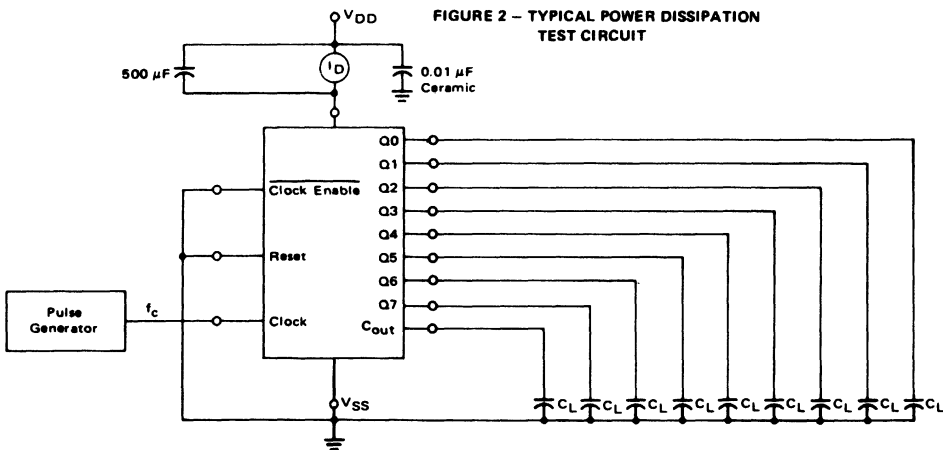 FIGURE 2 – TYPICAL POWER DISSIPATION
TEST CIRCUIT
VDD
500 µF
ID
0.01 µF
Ceramic
Clock Enable
Reset
Clock
Q0
Q1
Q2
Q3
Q4
Q5
Q6
Q7
Cout
Pulse
Generator
fc
VSS
CL CL CL CL CL CL CL CL CL